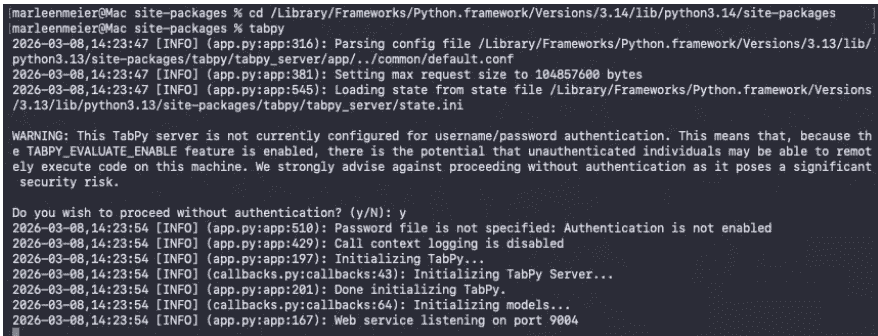 [marleenmeier@Mac site-packages % cd /Library/Frameworks/Python.framework/Versions/3.14/lib/python3.14/site-packages ]
[marleenmeier@Mac site-packages % tabpy ]
2026-03-08,14:23:47 [INFO] (app.py:app:316): Parsing config file /Library/Frameworks/Python.framework/Versions/3.13/lib/
python3.13/site-packages/tabpy/tabpy_server/app/../common/default.conf
2026-03-08,14:23:47 [INFO] (app.py:app:381): Setting max request size to 104857600 bytes
2026-03-08,14:23:47 [INFO] (app.py:app:545): Loading state from state file /Library/Frameworks/Python.framework/Versions
/3.13/lib/python3.13/site-packages/tabpy/tabpy_server/state.ini
WARNING: This TabPy server is not currently configured for username/password authentication. This means that, because th
e TABPY_EVALUATE_ENABLE feature is enabled, there is the potential that unauthenticated individuals may be able to remot
ely execute code on this machine. We strongly advise against proceeding without authentication as it poses a significant
 security risk.
Do you wish to proceed without authentication? (y/N): y
2026-03-08,14:23:54 [INFO] (app.py:app:510): Password file is not specified: Authentication is not enabled
2026-03-08,14:23:54 [INFO] (app.py:app:429): Call context logging is disabled
2026-03-08,14:23:54 [INFO] (app.py:app:197): Initializing TabPy...
2026-03-08,14:23:54 [INFO] (callbacks.py:callbacks:43): Initializing TabPy Server...
2026-03-08,14:23:54 [INFO] (app.py:app:201): Done initializing TabPy.
2026-03-08,14:23:54 [INFO] (callbacks.py:callbacks:64): Initializing models...
2026-03-08,14:23:54 [INFO] (app.py:app:167): Web service listening on port 9004